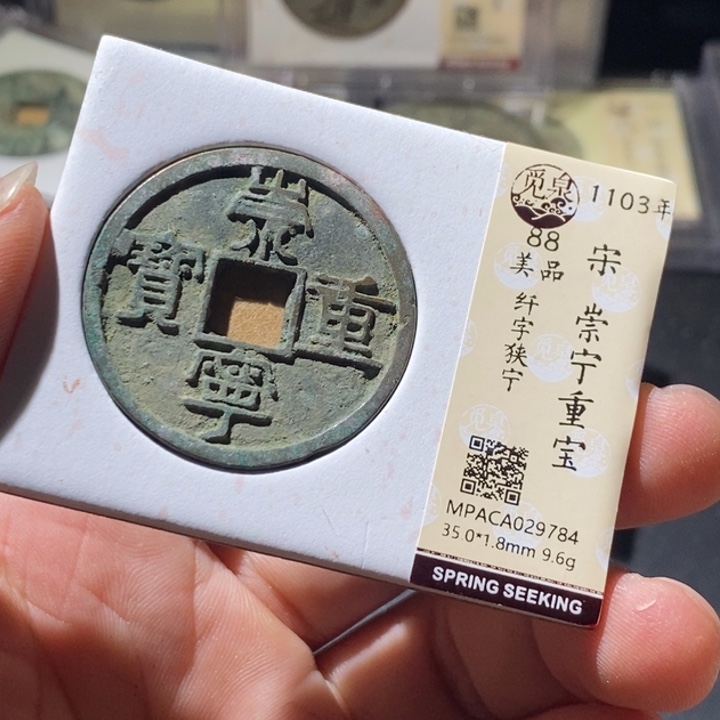 崇
重
寧
寶
觅泉
1103年
88
美品
纤字狭宁
宋 崇宁重宝
MPACA029784
35.0*1.8mm 9.6g
SPRING SEEKING